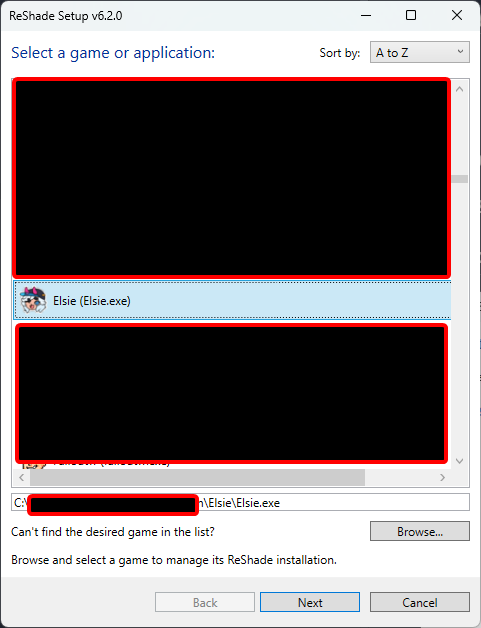 ReShade Setup v6.2.0
Select a game or application:
Sort by:
A to Z
Elsie (Elsie.exe)
C:\
\Elsie\Elsie.exe
Can't find the desired game in the list?
Browse...
Browse and select a game to manage its ReShade installation.
Back
Next
Cancel